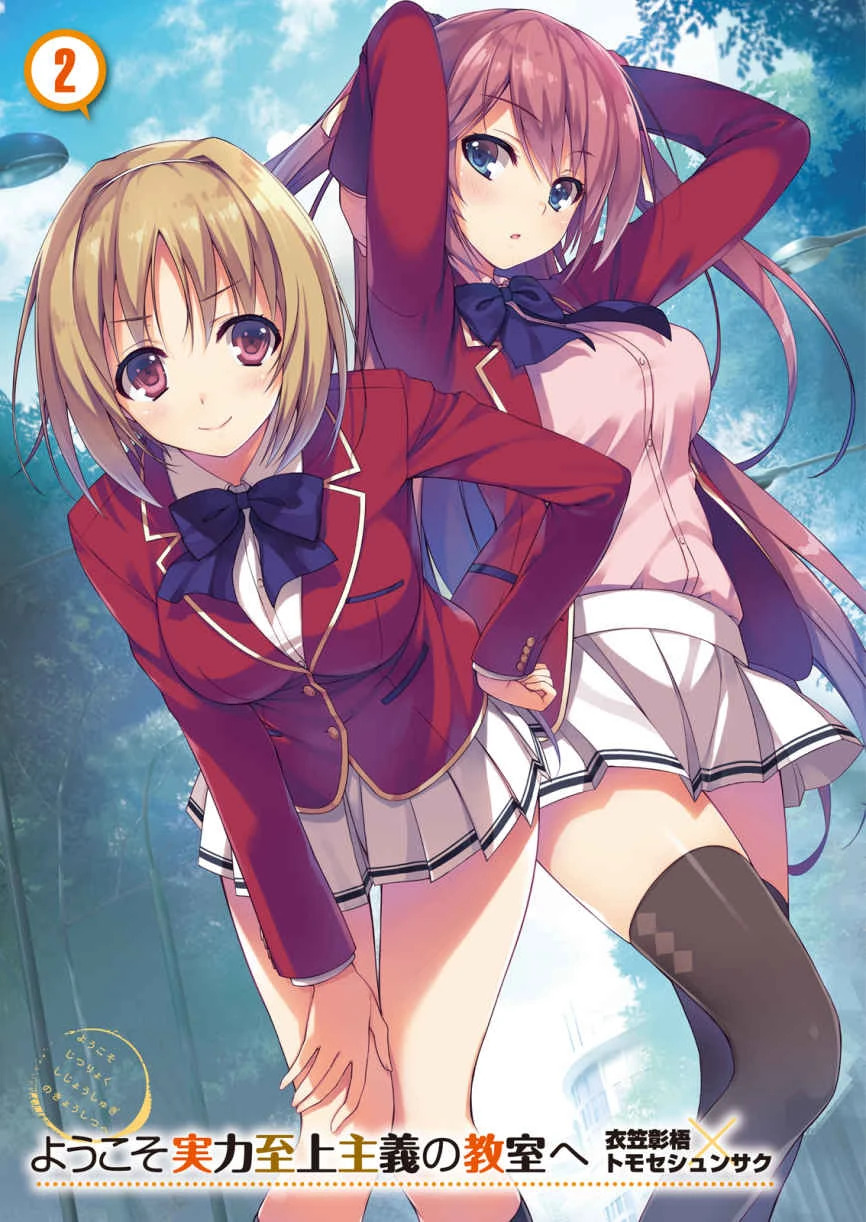 2
ようこそ
じつりょく
しじょうしゅぎ
のきょうしつへ
ようこそ実力至上主義の教室へ
衣笠彰梧×
トモセシュンサク